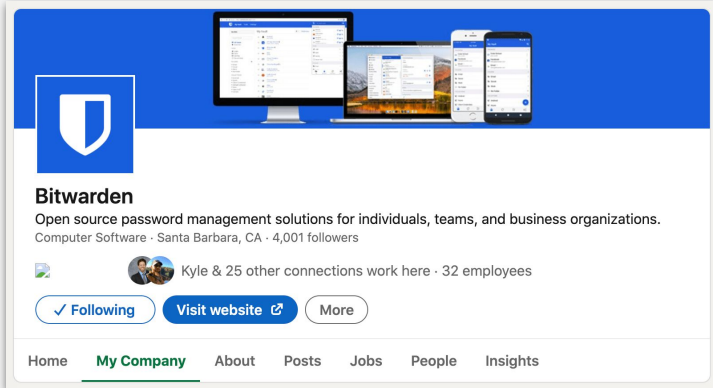 Bitwarden
Open source password management solutions for individuals, teams, and business organizations.
Computer Software · Santa Barbara, CA · 4,001 followers
Kyle & 25 other connections work here · 32 employees
✓ Following Visit website More
Home My Company About Posts Jobs People Insights